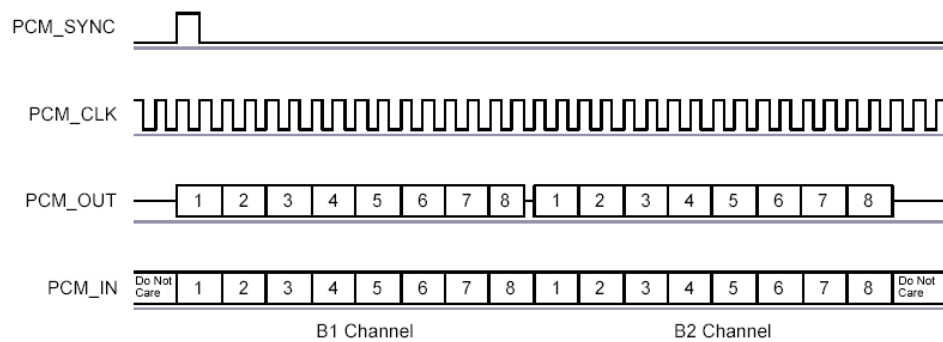 PCM_SYNC
PCM_CLK
PCM_OUT 1 2 3 4 5 6 7 8 1 2 3 4 5 6 7 8
PCM_IN Do Not Care 1 2 3 4 5 6 7 8 1 2 3 4 5 6 7 8 Do Not Care
B1 Channel B2 Channel